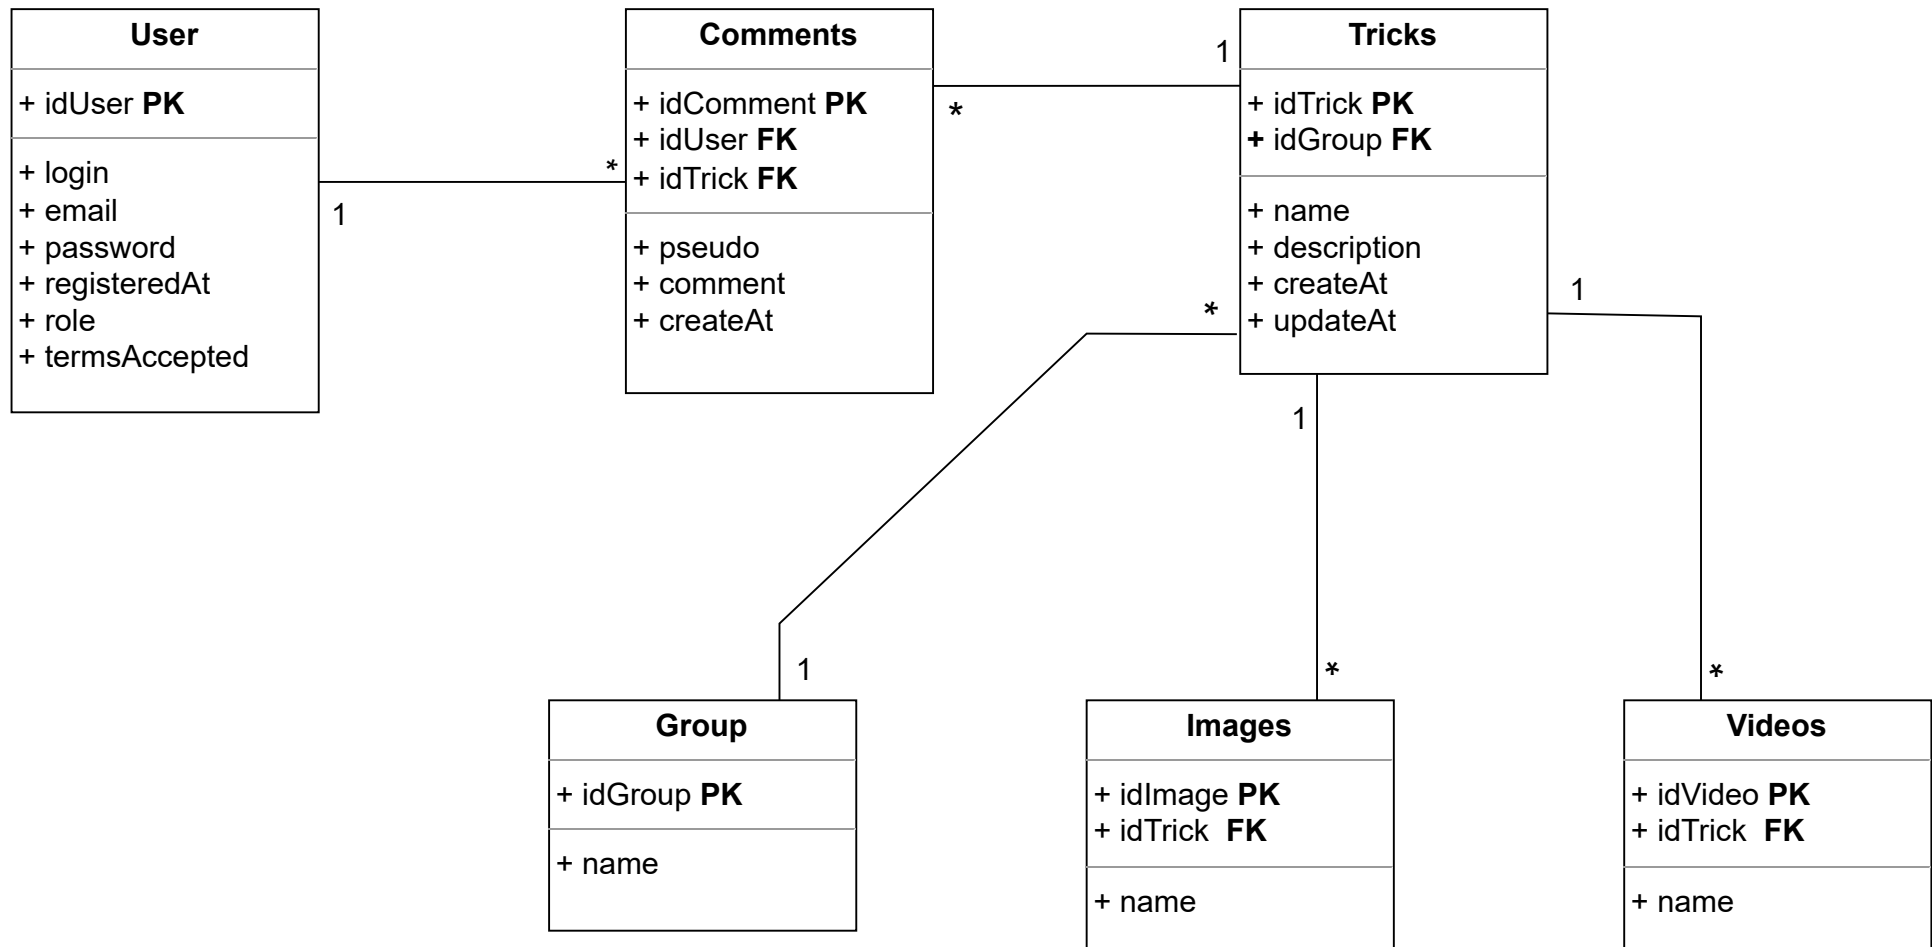 User
+ idUser PK
+ login
+ email
+ password
+ registeredAt
+ role
+ termsAccepted
1
*
Comments
+ idComment PK
+ idUser FK
+ idTrick FK
+ pseudo
+ comment
+ createAt
*
1
Tricks
+ idTrick PK
+ idGroup FK
+ name
+ description
+ createAt
+ updateAt
*
1
1
1
*
*
Group
+ idGroup PK
+ name
Images
+ idImage PK
+ idTrick  FK
+ name
Videos
+ idVideo PK
+ idTrick  FK
+ name